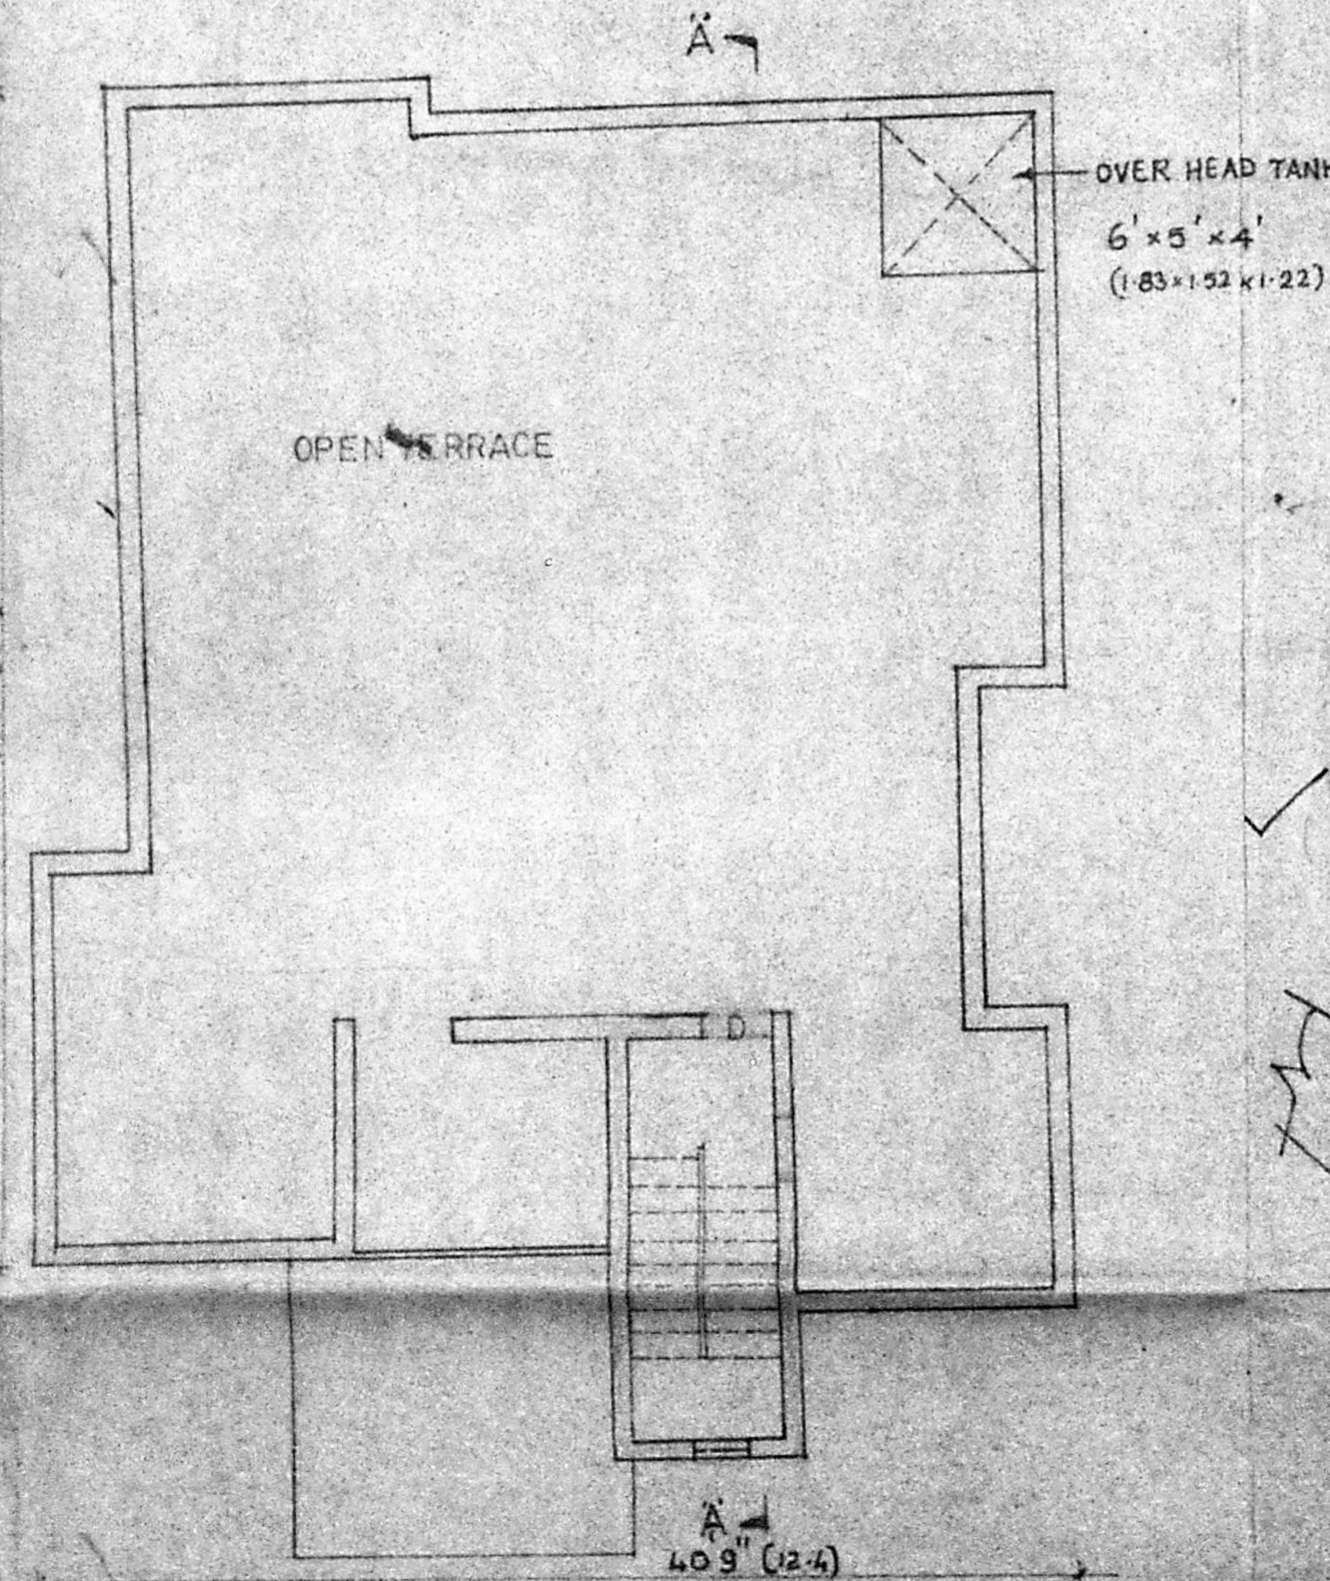 "A"
OVER HEAD TANK
6' x 5' x 4'
(1.83 x 1.52 x 1.22)
OPEN TERRACE
D
"A"
40'9" (12.4)